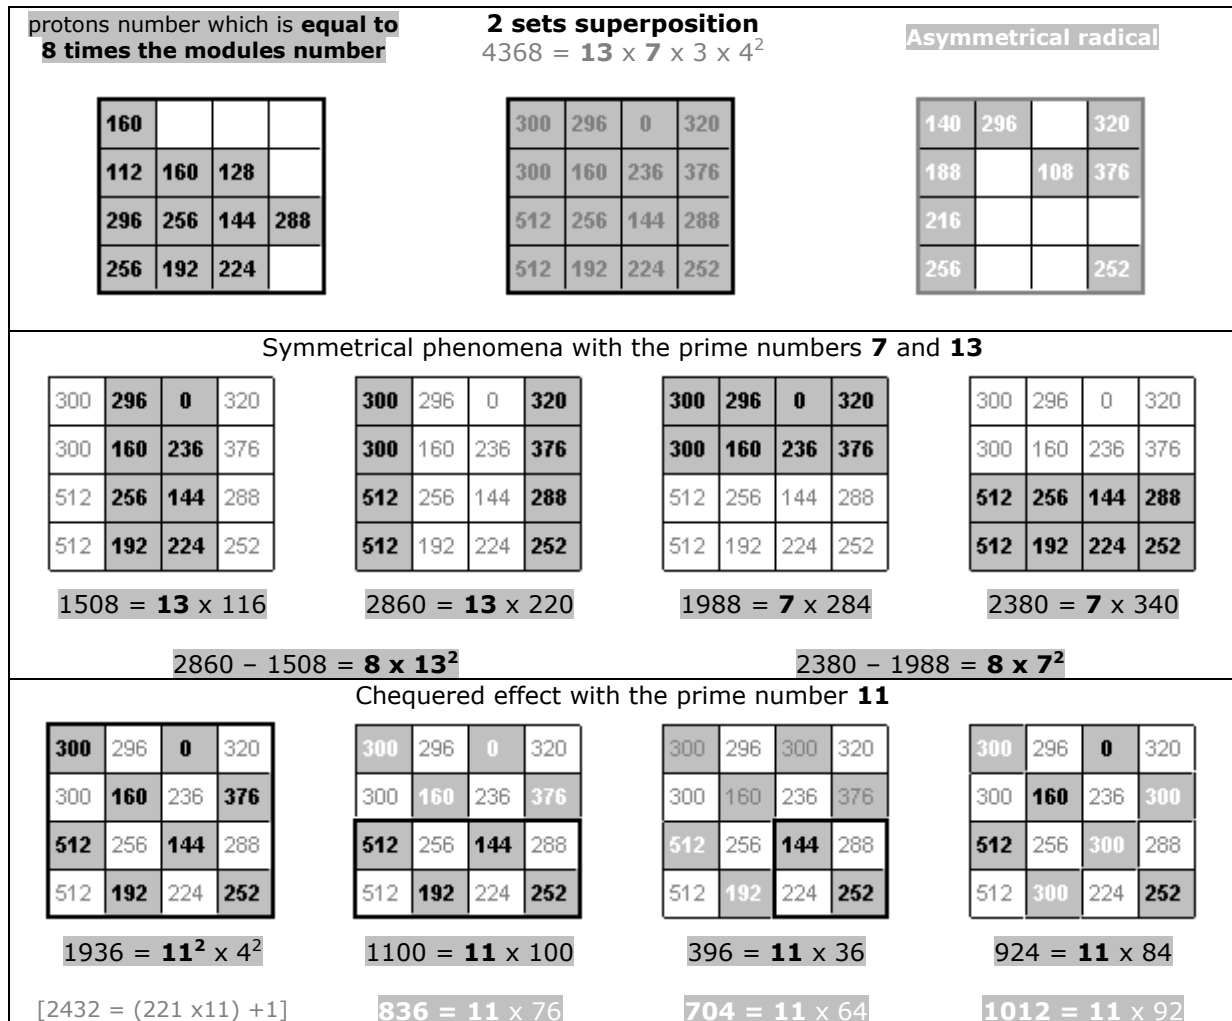 protons number which is equal to
8 times the modules number
2 sets superposition
4368 = 13 x 7 x 3 x 4²
Asymmetrical radical
160
112 160 128
296 256 144 288
256 192 224
300 296 0 320
300 160 236 376
512 256 144 288
512 192 224 252
140 296 320
188 108 376
216
256 252
Symmetrical phenomena with the prime numbers 7 and 13
300 296 0 320
300 160 236 376
512 256 144 288
512 192 224 252
300 296 0 320
300 160 236 376
512 256 144 288
512 192 224 252
300 296 0 320
300 160 236 376
512 256 144 288
512 192 224 252
300 296 0 320
300 160 236 376
512 256 144 288
512 192 224 252
1508 = 13 x 116
2860 = 13 x 220
1988 = 7 x 284
2380 = 7 x 340
2860 – 1508 = 8 x 13²
2380 – 1988 = 8 x 7²
Chequered effect with the prime number 11
300 296 0 320
300 160 236 376
512 256 144 288
512 192 224 252
300 296 0 320
300 160 236 376
512 256 144 288
512 192 224 252
300 296 300 320
300 160 236 376
512 256 144 288
512 192 224 252
300 296 0 320
300 160 236 300
512 256 300 288
512 300 224 252
1936 = 11² x 4²
1100 = 11 x 100
396 = 11 x 36
924 = 11 x 84
[2432 = (221 x11) +1]
836 = 11 x 76
704 = 11 x 64
1012 = 11 x 92